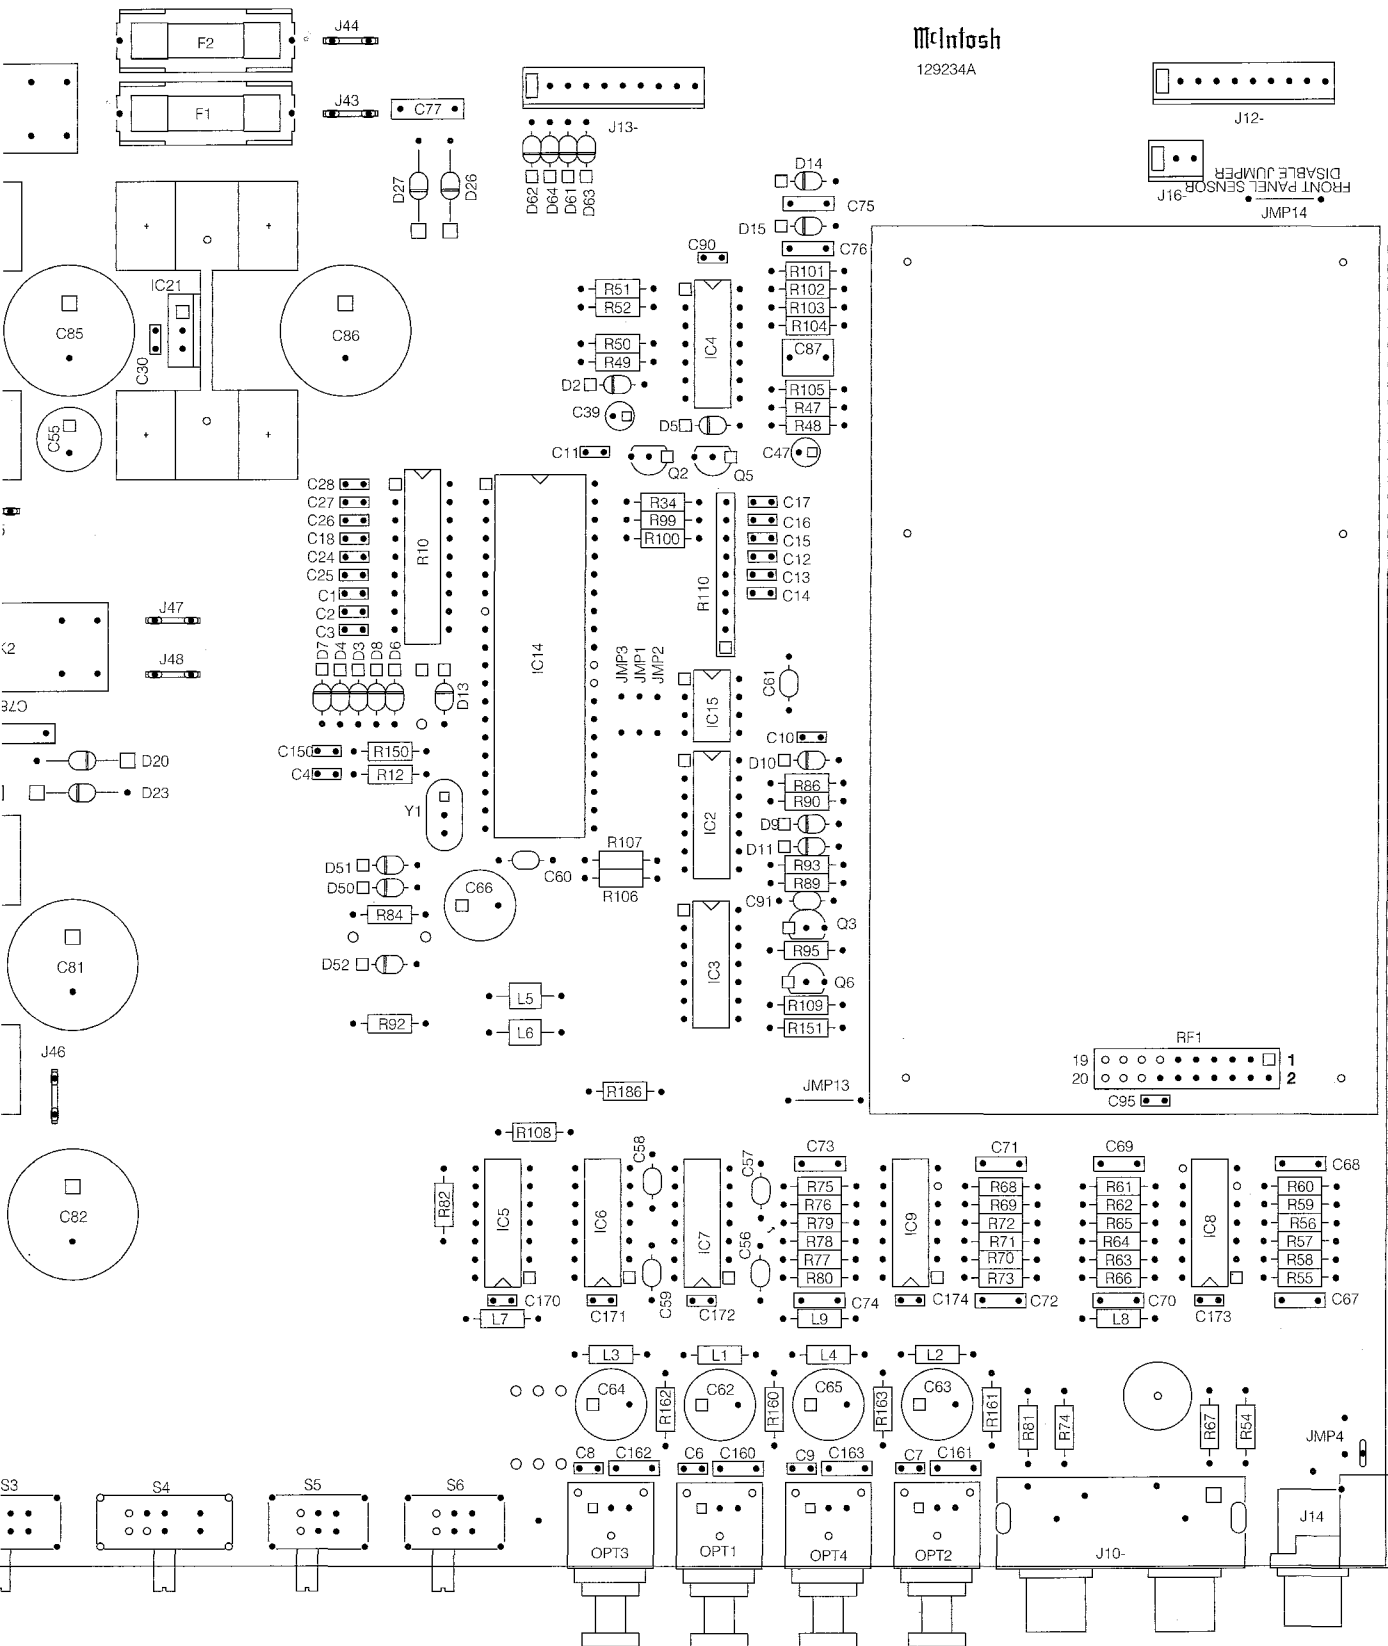 J44
F2
McIntosh
129234A
J43
F1
C77
J13-
J12-
D27
D26
D62
D64
D61
D63
D14
C75
D15
C76
J16-
FRONT PANEL SENSOR
DISABLE JUMPER
JMP14
C90
R101
R102
R103
R104
C87
R105
R47
R48
C47
R51
R52
R50
R49
D2
C39
D5
IC4
IC21
C85
C30
C86
C55
C11
Q2
Q5
C28
C27
C26
C18
C24
C25
C1
C2
C3
R10
IC14
R34
R99
R100
R110
C17
C16
C15
C12
C13
C14
J47
J48
K2
C78
D7
D4
D3
D8
D6
D13
JMP3
JMP1
JMP2
IC15
C61
C10
D20
D23
C150
R150
C4
R12
Y1
D10
R86
R90
IC2
D9
D11
R93
R89
C91
Q3
R95
Q6
R109
R151
IC3
R107
R106
D51
D50
R84
D52
R92
C60
C66
C81
L5
L6
J46
R186
JMP13
RF1
19
1
20
2
C95
C82
R108
R82
IC5
IC6
C58
C59
IC7
C57
C56
C73
R75
R76
R79
R78
R77
R80
C74
L9
IC9
C71
R68
R69
R72
R71
R70
R73
C72
C69
R61
R62
R65
R64
R63
R66
C70
L8
IC8
C68
R60
R59
R56
R57
R58
R55
C67
C170
L7
C171
C172
C174
C173
L3
L1
L4
L2
C64
R162
C62
R160
C65
R163
C63
R161
R81
R74
R67
R54
JMP4
C8
C162
C6
C160
C9
C163
C7
C161
S3
S4
S5
S6
OPT3
OPT1
OPT4
OPT2
J10-
J14